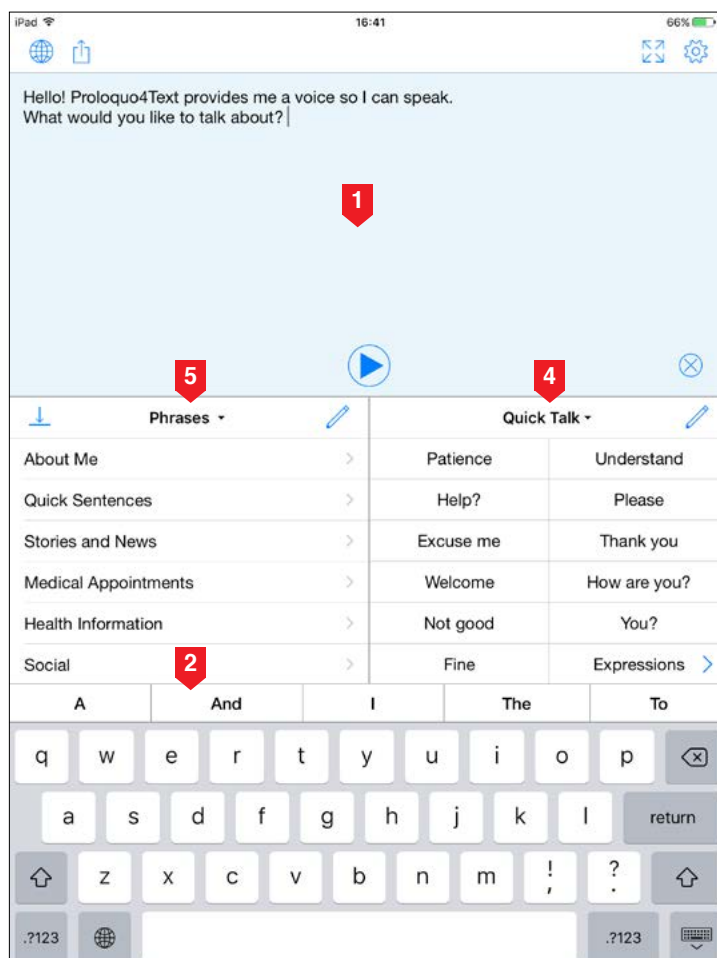 iPad 16:41 66%
Hello! Proloquo4Text provides me a voice so I can speak.
What would you like to talk about?
1
5 4
Phrases Quick Talk
About Me Patience Understand
Quick Sentences Help? Please
Stories and News Excuse me Thank you
Medical Appointments Welcome How are you?
Health Information Not good You?
Social 2 Fine Expressions
A And I The To
q w e r t y u i o p
a s d f g h j k l return
z x c v b n m ! , ? .
.?123 .?123